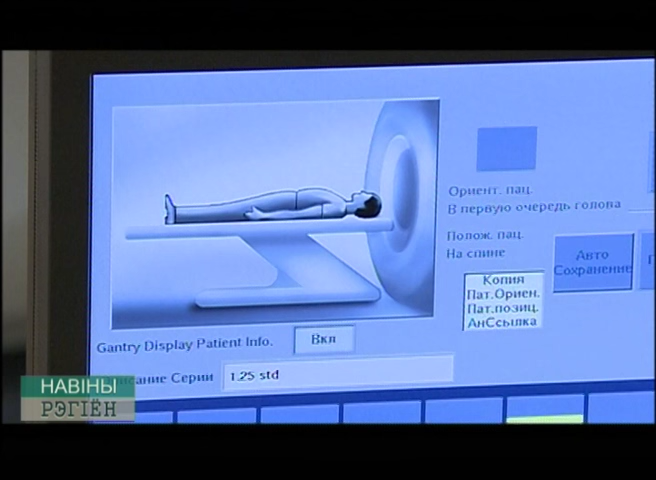 Ориент. пац.
В первую очередь голова
Полож. пац.
На спине
Авто
Сохранение
Копия
Пат.Ориен.
Пат.позиц.
АнСсылка
Gantry Display Patient Info.
Вкл
Серии
1.25 std
НАВІНЫ
РЭГІЁН